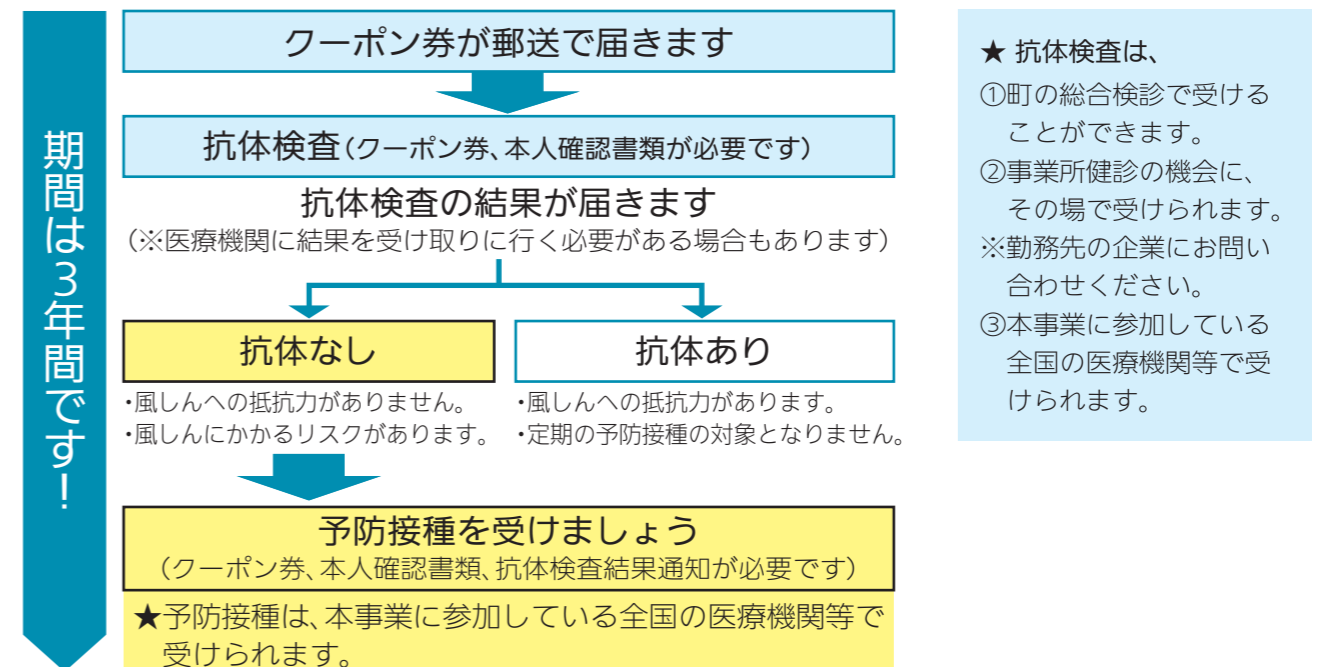 期間は３年間です！
クーポン券が郵送で届きます
抗体検査（クーポン券、本人確認書類が必要です）
抗体検査の結果が届きます
（※医療機関に結果を受け取りに行く必要がある場合もあります）
抗体なし
・風しんへの抵抗力がありません。
・風しんにかかるリスクがあります。
抗体あり
・風しんへの抵抗力があります。
・定期の予防接種の対象となりません。
予防接種を受けましょう
（クーポン券、本人確認書類、抗体検査結果通知が必要です）
★予防接種は、本事業に参加している全国の医療機関等で
受けられます。
★ 抗体検査は、
①町の総合検診で受ける
ことができます。
②事業所健診の機会に、
その場で受けられます。
※勤務先の企業にお問い
合わせください。
③本事業に参加している
全国の医療機関等で受
けられます。